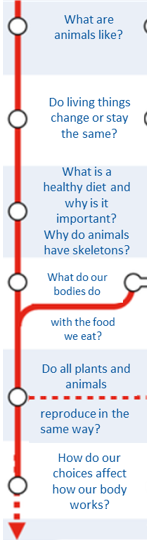 What are
animals like?
Do living things
change or stay
the same?
What is a
healthy diet and
why is it
important?
Why do animals
have skeletons?
What do our
bodies do
with the food
we eat?
Do all plants and
animals
reproduce in the
same way?
How do our
choices affect
how our body
works?